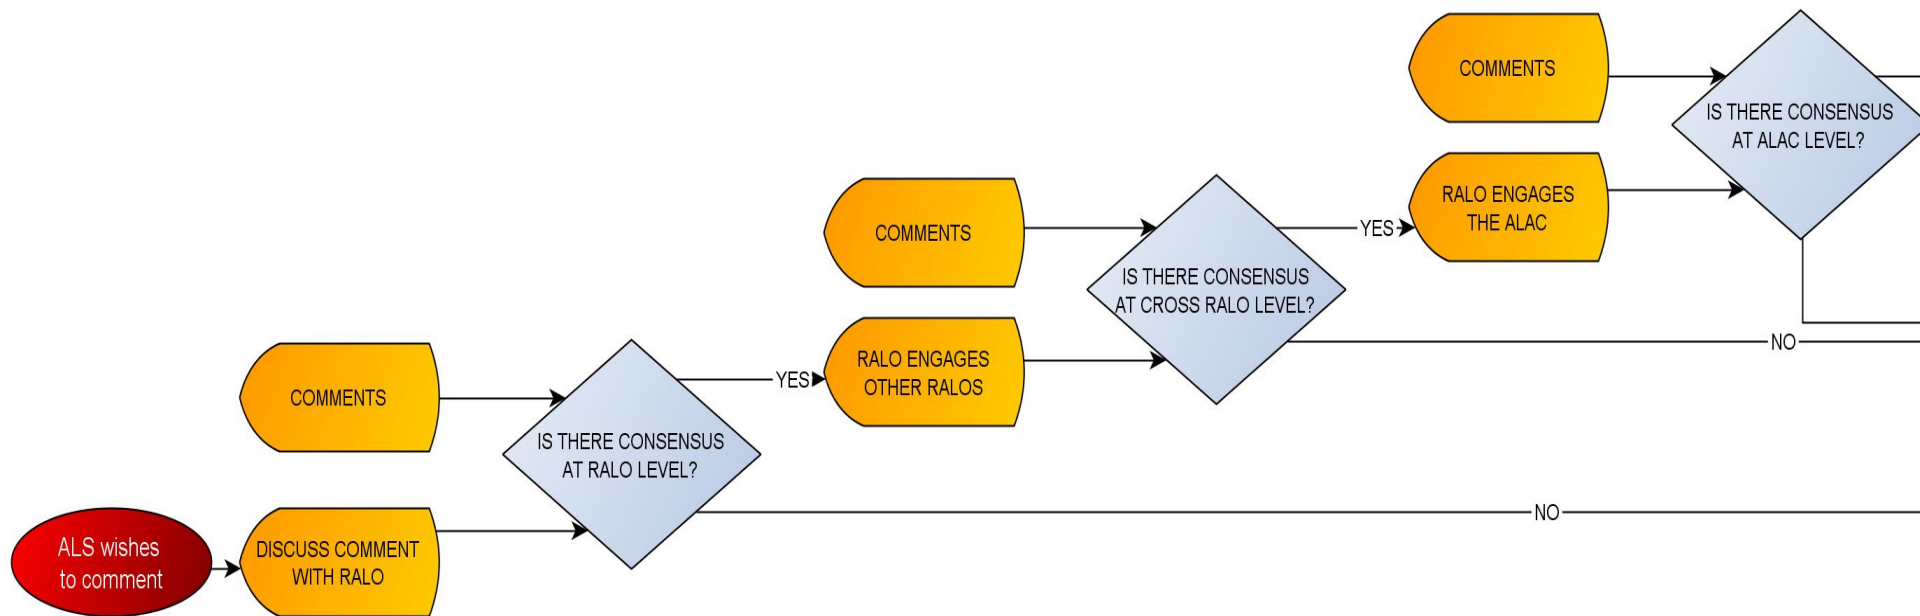 ALS wishes
to comment
DISCUSS COMMENT
WITH RALO
COMMENTS
IS THERE CONSENSUS
AT RALO LEVEL?
YES
NO
RALO ENGAGES
OTHER RALOS
COMMENTS
IS THERE CONSENSUS
AT CROSS RALO LEVEL?
YES
NO
RALO ENGAGES
THE ALAC
COMMENTS
IS THERE CONSENSUS
AT ALAC LEVEL?